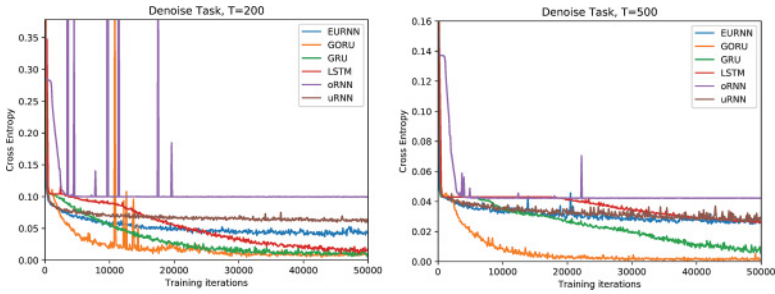 Denoise Task, T=200
Cross Entropy
0.35
0.30
0.25
0.20
0.15
0.10
0.05
0.00
EURNN
GORU
GRU
LSTM
oRNN
uRNN
0 10000 20000 30000 40000 50000
Training iterations
Denoise Task, T=500
Cross Entropy
0.16
0.14
0.12
0.10
0.08
0.06
0.04
0.02
0.00
EURNN
GORU
GRU
LSTM
oRNN
uRNN
0 10000 20000 30000 40000 50000
Training iterations